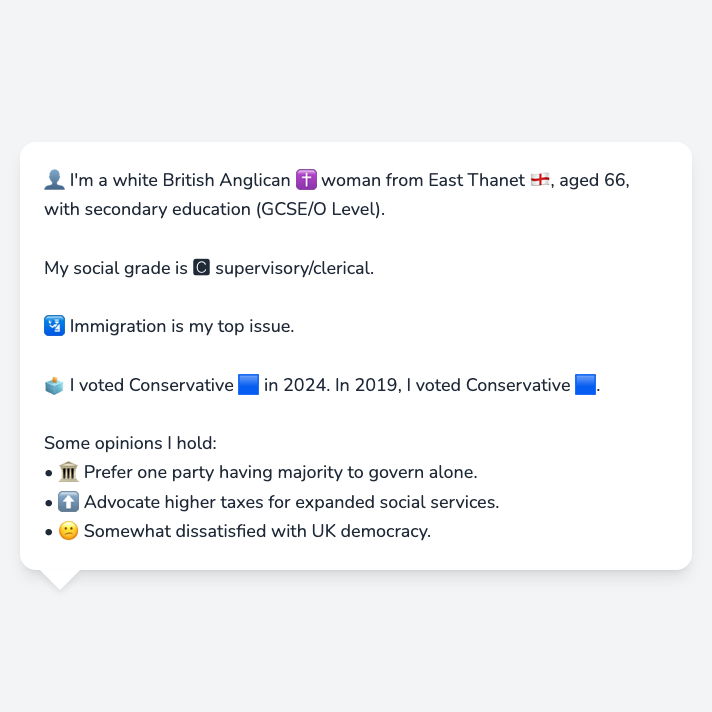 👤 I'm a white British Anglican ✝️ woman from East Thanet 🏴󠁧󠁢󠁥󠁮󠁧󠁿, aged 66,
with secondary education (GCSE/O Level).
My social grade is 🅲 supervisory/clerical.
🛂 Immigration is my top issue.
🗳️ I voted Conservative 🟦 in 2024. In 2019, I voted Conservative 🟦.
Some opinions I hold:
• 🏛️ Prefer one party having majority to govern alone.
• ⬆️ Advocate higher taxes for expanded social services.
• 😕 Somewhat dissatisfied with UK democracy.